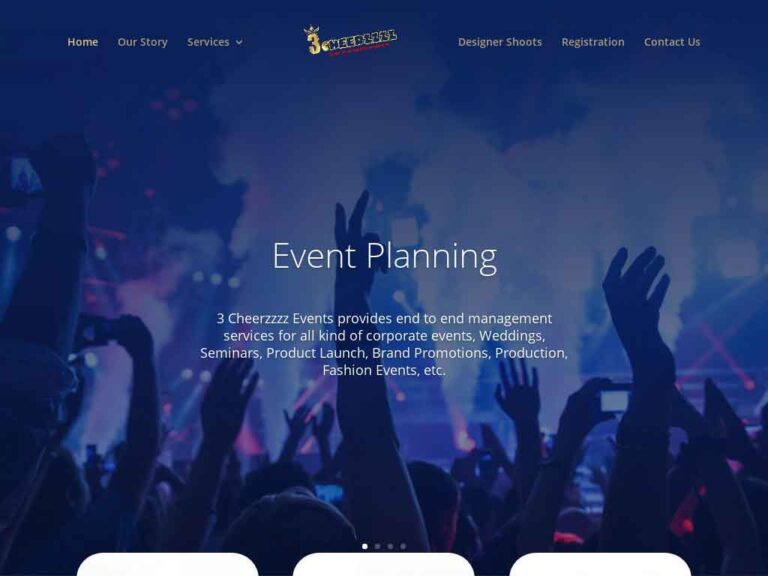 Home
Our Story
Services
3 CHEERZZZZ
Designer Shoots
Registration
Contact Us
Event Planning
3 Cheerzzzz Events provides end to end management
services for all kind of corporate events, Weddings,
Seminars, Product Launch, Brand Promotions, Production,
Fashion Events, etc.